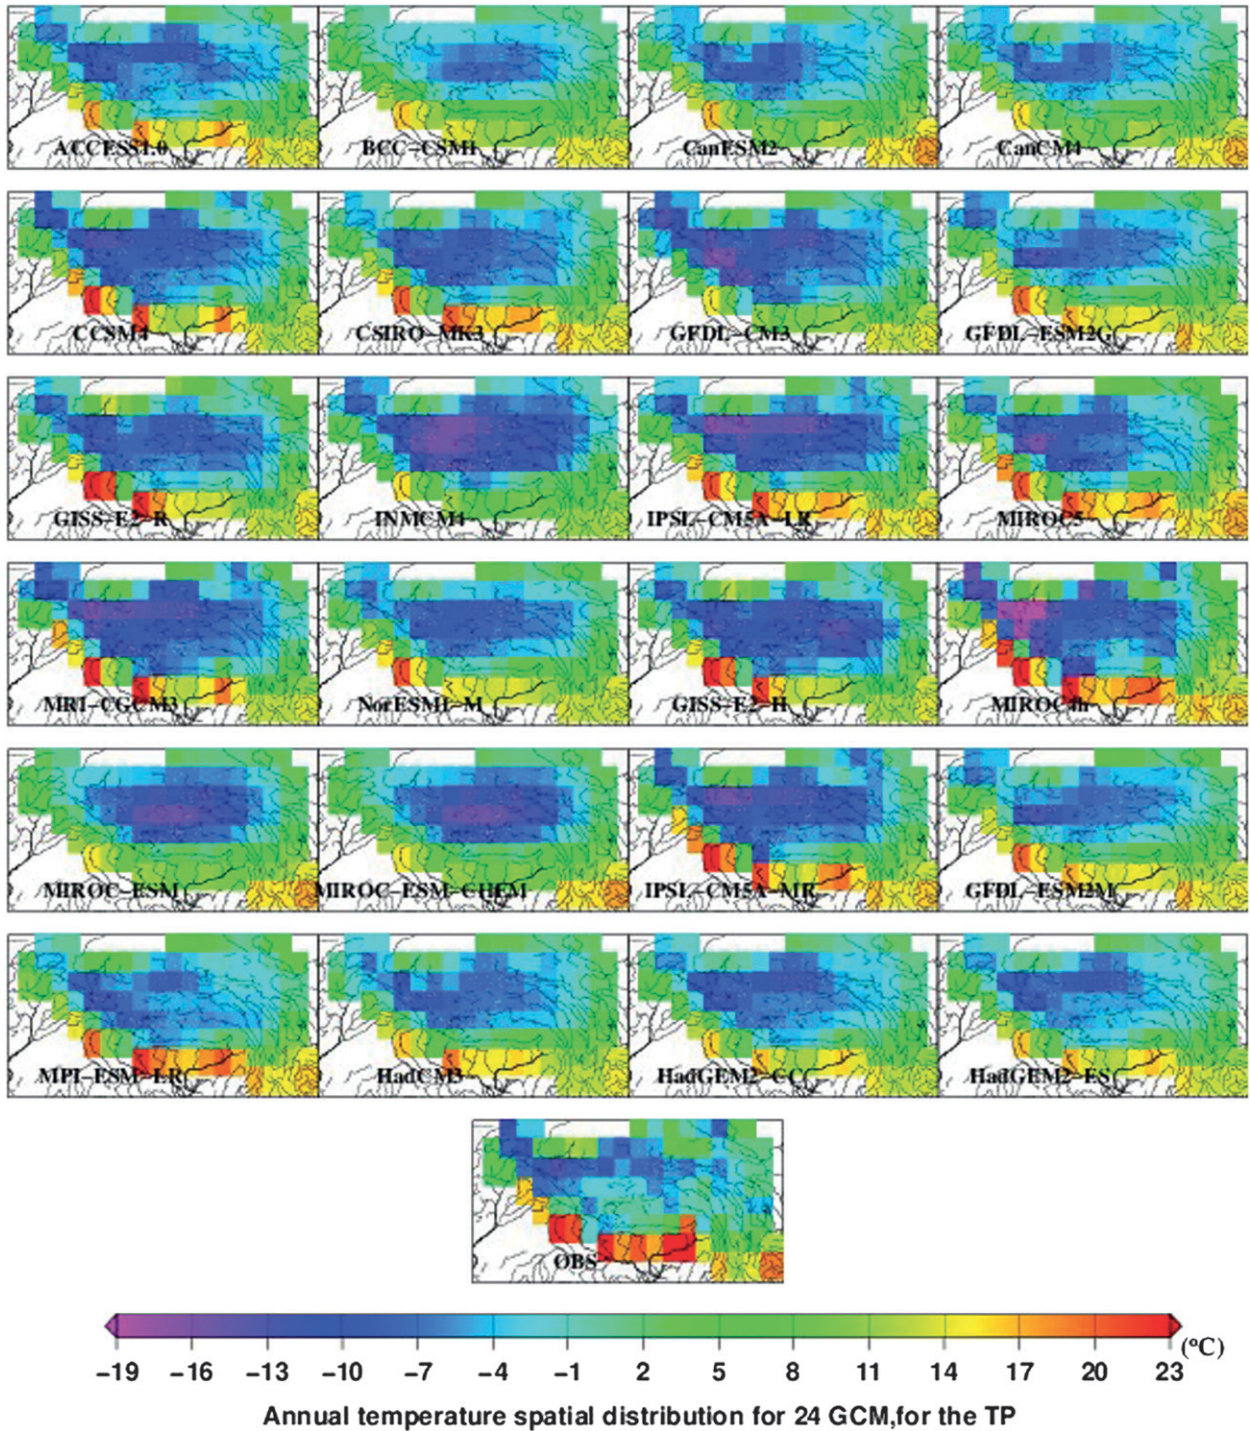 ACCESS1.0 BCC-CSM1 CanESM2 CanCM4
CCSM4 CSIRO-MK3 GFDL-CM3 GFDL-ESM2G
GISS-E2-R INMCM4 IPSL-CM5A-LR MIROC5
MRI-CGCM3 NorESM1-M GISS-E2-H MIROC4h
MIROC-ESM MIROC-ESM-CHEM IPSL-CM5A-MR GFDL-ESM2M
MPI-ESM-LR HadCM3 HadGEM2-CC HadGEM2-ES
OBS
(°C)
-19 -16 -13 -10 -7 -4 -1 2 5 8 11 14 17 20 23
Annual temperature spatial distribution for 24 GCM,for the TP